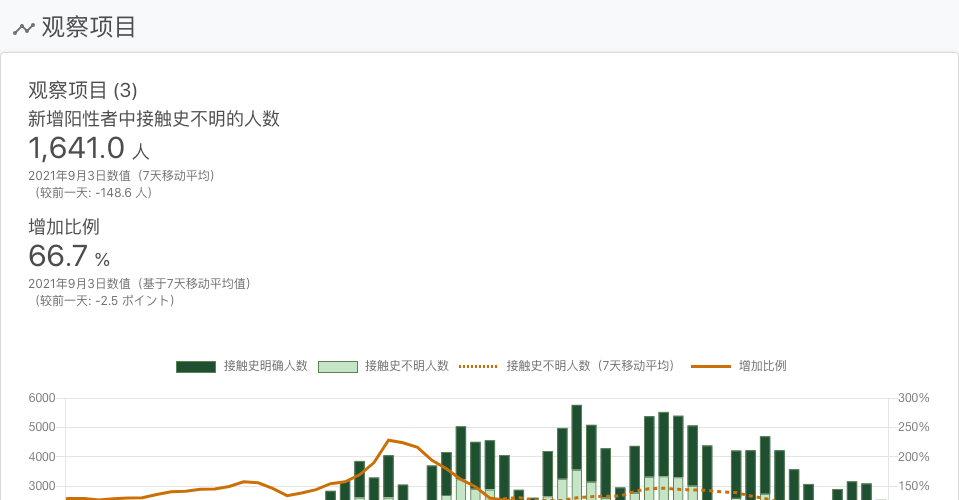 观察项目
观察项目 (3)
新增阳性者中接触史不明的人数
1,641.0 人
2021年9月3日数值（7天移动平均）
（较前一天: -148.6 人）
增加比例
66.7 %
2021年9月3日数值（基于7天移动平均值）
（较前一天: -2.5 ポイント）
接触史明确人数 接触史不明人数 接触史不明人数（7天移动平均） 增加比例
6000 300%
5000 250%
4000 200%
3000 150%